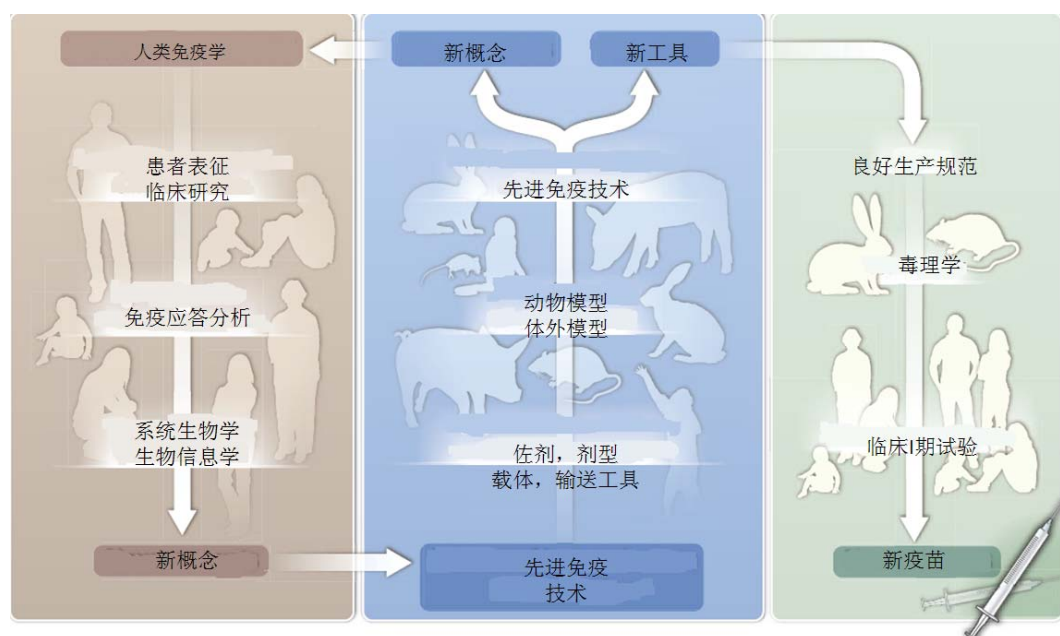 人类免疫学
患者表征
临床研究
免疫应答分析
系统生物学
生物信息学
新概念
新概念
新工具
先进免疫技术
动物模型
体外模型
佐剂，剂型
载体，输送工具
先进免疫
技术
良好生产规范
毒理学
临床I期试验
新疫苗